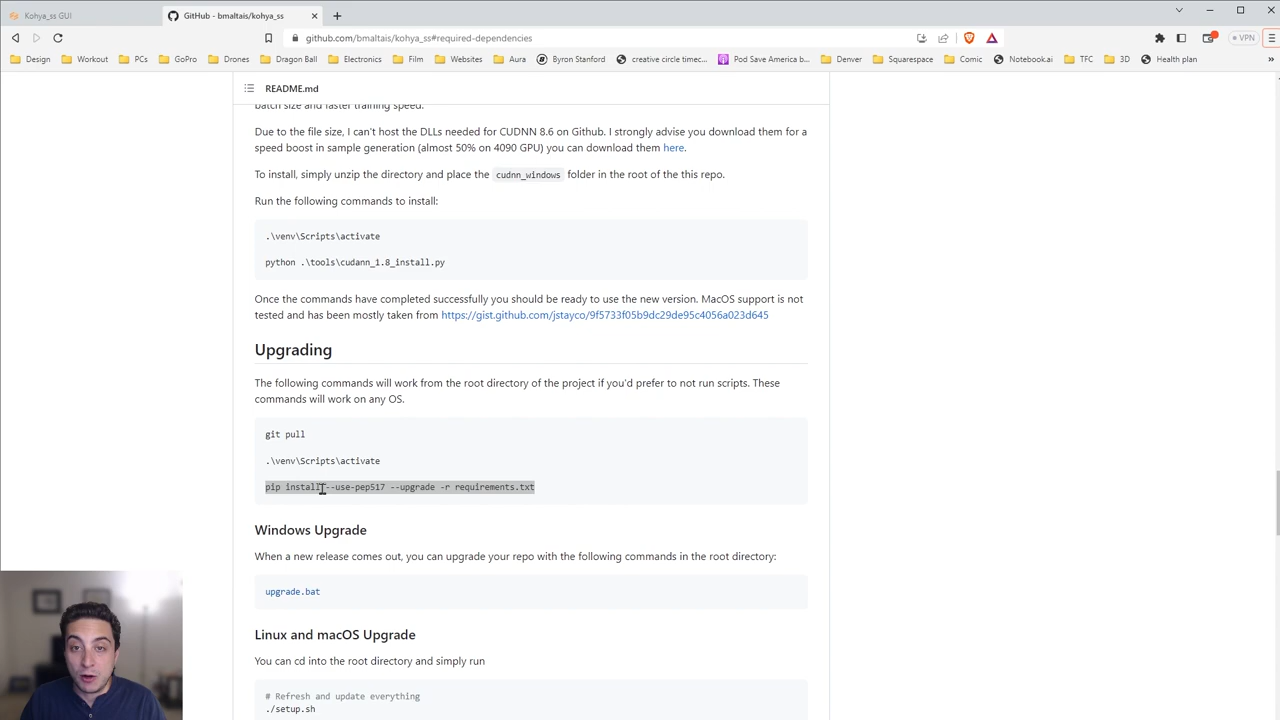 Kohya_ss GUI
GitHub - bmaltais/kohya_ss
github.com/bmaltais/kohya_ss#required-dependencies
VPN
Design Workout PCs GoPro Drones Dragon Ball Electronics Film Websites Aura Byron Stanford creative circle timec... Pod Save America b... Denver Squarespace Comic Notebook.ai TFC 3D Health plan
README.md
batch size and faster training speed.
Due to the file size, I can't host the DLLs needed for CUDNN 8.6 on Github. I strongly advise you download them for a
speed boost in sample generation (almost 50% on 4090 GPU) you can download them here.
To install, simply unzip the directory and place the cudnn_windows folder in the root of the this repo.
Run the following commands to install:
.\venv\Scripts\activate
python .\tools\cudann_1.8_install.py
Once the commands have completed successfully you should be ready to use the new version. MacOS support is not
tested and has been mostly taken from https://gist.github.com/jstayco/9f5733f05b9dc29de95c4056a023d645
Upgrading
The following commands will work from the root directory of the project if you'd prefer to not run scripts. These
commands will work on any OS.
git pull
.\venv\Scripts\activate
pip install --use-pep517 --upgrade -r requirements.txt
Windows Upgrade
When a new release comes out, you can upgrade your repo with the following commands in the root directory:
upgrade.bat
Linux and macOS Upgrade
You can cd into the root directory and simply run
# Refresh and update everything
./setup.sh